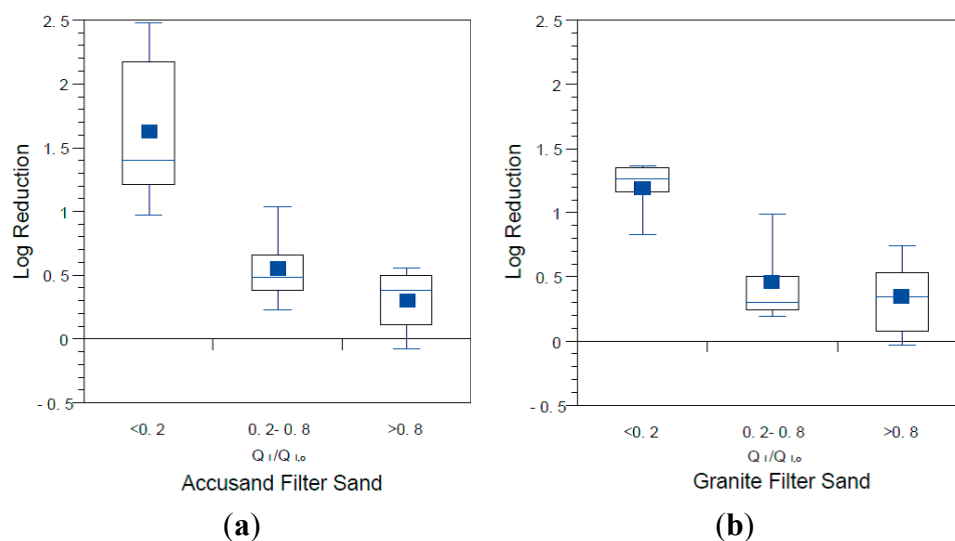 2.5
2
1.5
1
0.5
0
- 0. 5
Log Reduction
<0. 2
0. 2- 0. 8
>0. 8
Q I/Q I,o
Accusand Filter Sand
(a)
2.5
2
1.5
1
0.5
0
- 0. 5
Log Reduction
<0. 2
0. 2- 0. 8
>0. 8
Q I/Q I,o
Granite Filter Sand
(b)